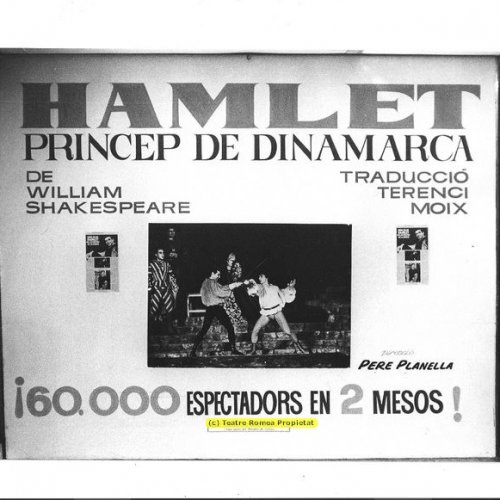 HAMLET
PRINCEP DE DINAMARCA
DE
WILLIAM
SHAKESPEARE
TRADUCCIÓ
TERENCI
MOIX
PERE PLANELLA
¡60.000 ESPECTADORS EN 2 MESOS!
(c) Teatre Romea Propietat